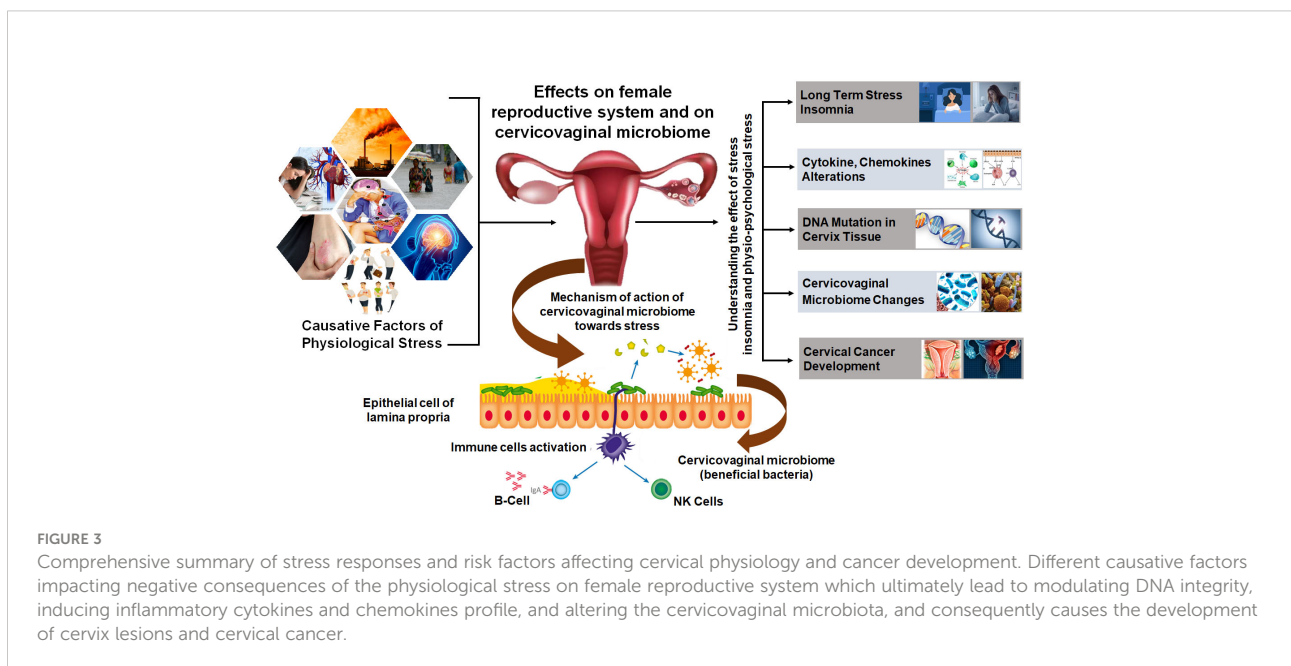 Effects on female
reproductive system and on
cervicovaginal microbiome
Causative Factors of
Physiological Stress
Mechanism of action of
cervicovaginal microbiome
towards stress
Epithelial cell of
lamina propria
Immune cells activation
B-Cell
IgA
NK Cells
Cervicovaginal microbiome
(beneficial bacteria)
Understanding the effect of stress
insomnia and physio-psychological stress
Long Term Stress
Insomnia
Cytokine, Chemokines
Alterations
DNA Mutation in
Cervix Tissue
Cervicovaginal
Microbiome Changes
Cervical Cancer
Development
FIGURE 3
Comprehensive summary of stress responses and risk factors affecting cervical physiology and cancer development. Different causative factors
impacting negative consequences of the physiological stress on female reproductive system which ultimately lead to modulating DNA integrity,
inducing inflammatory cytokines and chemokines profile, and altering the cervicovaginal microbiota, and consequently causes the development
of cervix lesions and cervical cancer.